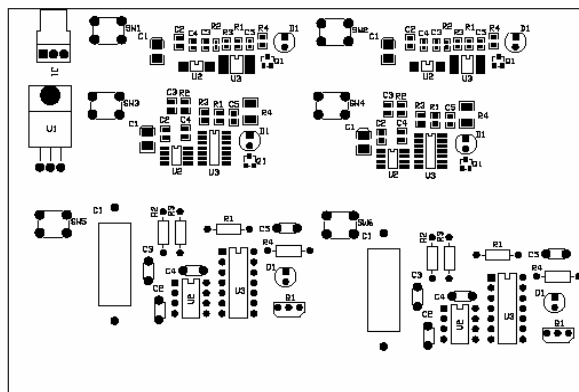 SW1 C1 C2 C4 C3 R2 R3 R1 C5 R4 D1
U2 U3 Q1
SW2 C1 C2 C4 C3 R2 R3 R1 C5 R4 D1
U2 U3 Q1
IC
U1
SW3 C3 R2 R3 R1 C5 R4
C1 C2 C4 D1
U2 U3 Q1
SW4 C3 R2 R3 R1 C5 R4
C1 C2 C4 D1
U2 U3 Q1
SW5 C1 R2 R3 R1 C5
R4
C3 C4 D1
C2 U2 U3 Q1
SW6 C1 R2 R3 R1 C5
R4
C3 C4 D1
C2 U2 U3 Q1